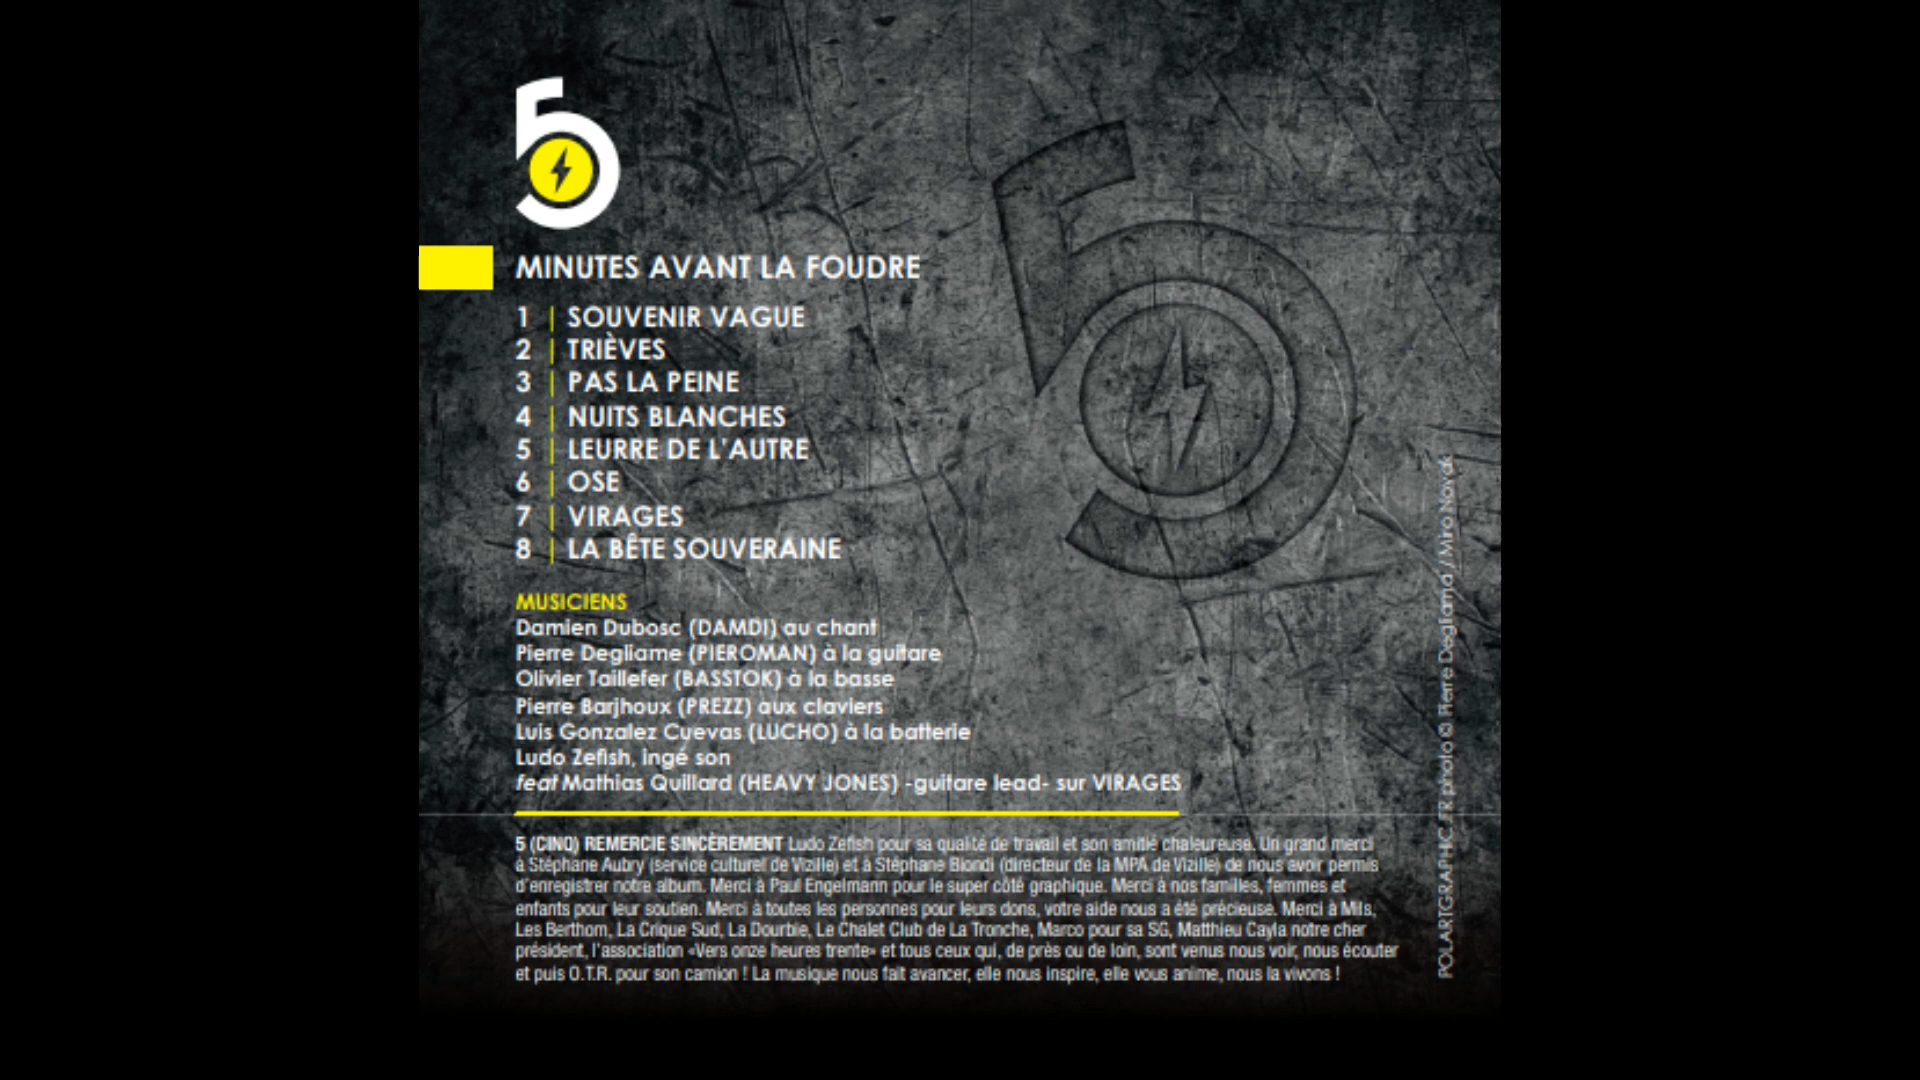 5
MINUTES AVANT LA FOUDRE
1 | SOUVENIR VAGUE
2 | TRIÈVES
3 | PAS LA PEINE
4 | NUITS BLANCHES
5 | LEURRE DE L'AUTRE
6 | OSE
7 | VIRAGES
8 | LA BÊTE SOUVERAINE
MUSICIENS
Damien Dubosc (DAMDI) au chant
Pierre Degliame (PIEROMAN) à la guitare
Olivier Taillefer (BASSTOK) à la basse
Pierre Barjhoux (PREZZ) aux claviers
Luis Gonzalez Cuevas (LUCHO) à la batterie
Ludo Zefish, ingé son
feat Mathias Quillard (HEAVY JONES) -guitare lead- sur VIRAGES
5 (CINQ) REMERCIE SINCÈREMENT Ludo Zefish pour sa qualité de travail et son amitié chaleureuse. Un grand merci
à Stéphane Aubry (service culturel de Vizille) et à Stéphane Biondi (directeur de la MPA de Vizille) de nous avoir permis
d'enregistrer notre album. Merci à Paul Engelmann pour le super côté graphique. Merci à nos familles, femmes et
enfants pour leur soutien. Merci à toutes les personnes pour leurs dons, votre aide nous a été précieuse. Merci à Mils,
Les Berthom, La Crique Sud, La Dourbie, Le Chalet Club de La Tronche, Marco pour sa SG, Matthieu Cayla notre cher
président, l'association «Vers onze heures trente» et tous ceux qui, de près ou de loin, sont venus nous voir, nous écouter
et puis O.T.R. pour son camion ! La musique nous fait avancer, elle nous inspire, elle vous anime, nous la vivons !
5
POLARTGRAPHIC.FR photo © Pierre Degliame / Miro Novak